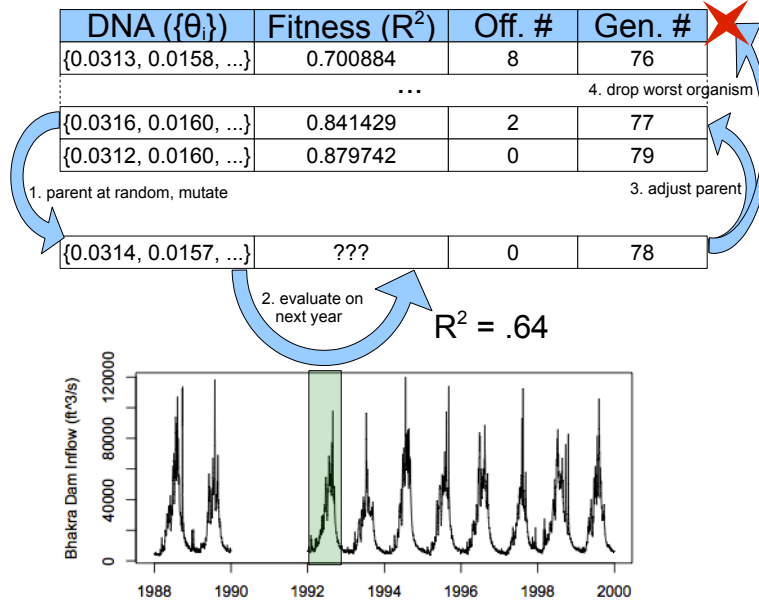 DNA ({θi}) Fitness (R²) Off. # Gen. #
{0.0313, 0.0158, ...} 0.700884 8 76
...
4. drop worst organism
{0.0316, 0.0160, ...} 0.841429 2 77
{0.0312, 0.0160, ...} 0.879742 0 79
1. parent at random, mutate
3. adjust parent
{0.0314, 0.0157, ...} ??? 0 78
2. evaluate on
next year
R² = .64
Bhakra Dam Inflow (ft^3/s)
120000
80000
40000
0
1988 1990 1992 1994 1996 1998 2000